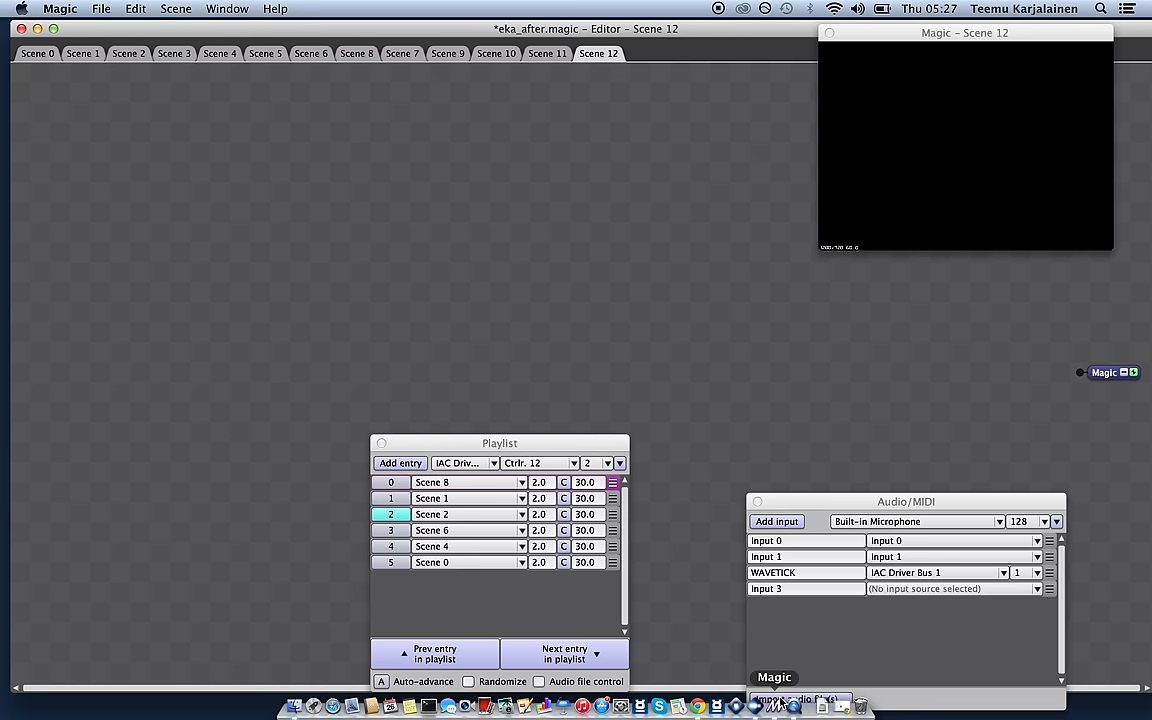 Magic File Edit Scene Window Help Thu 05:27 Teemu Karjalainen
*eka_after.magic - Editor - Scene 12
Scene 0 Scene 1 Scene 2 Scene 3 Scene 4 Scene 5 Scene 6 Scene 8 Scene 7 Scene 9 Scene 10 Scene 11 Scene 12
Magic - Scene 12
Magic
Playlist
Add entry IAC Driv... Ctrlr. 12 2
0 Scene 8 2.0 C 30.0
1 Scene 1 2.0 C 30.0
2 Scene 2 2.0 C 30.0
3 Scene 6 2.0 C 30.0
4 Scene 4 2.0 C 30.0
5 Scene 0 2.0 C 30.0
Prev entry in playlist
Next entry in playlist
A Auto-advance Randomize Audio file control
Audio/MIDI
Add input Built-in Microphone 128
Input 0 Input 0
Input 1 Input 1
WAVETICK IAC Driver Bus 1 1
Input 3 (No input source selected)
Magic
Import audio file(s)